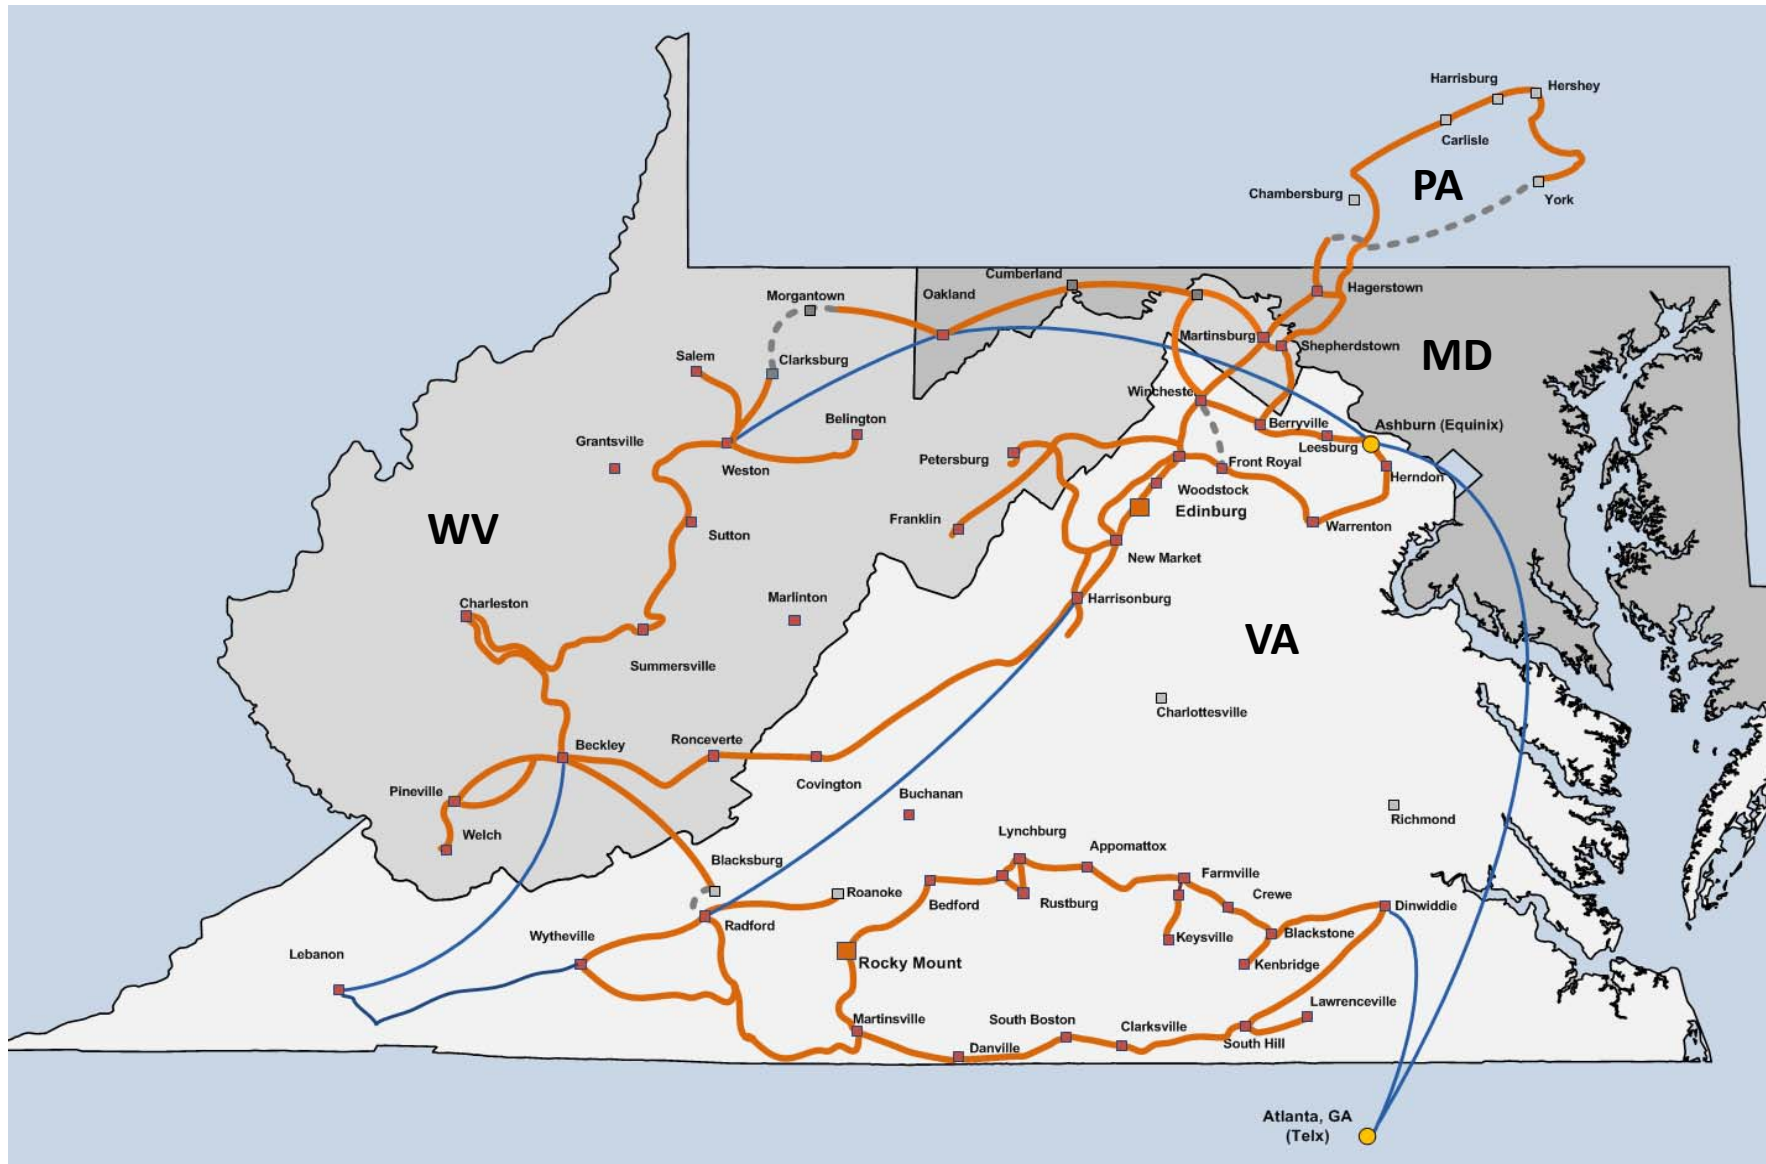 Harrisburg
Hershey
Carlisle
PA
Chambersburg
York
Cumberland
Morgantown
Oakland
Hagerstown
Martinsburg
Shepherdstown
MD
Salem
Clarksburg
Winchester
Belington
Berryville
Ashburn (Equinix)
Grantsville
Weston
Petersburg
Leesburg
Front Royal
Herndon
Woodstock
Edinburg
Franklin
Warrenton
WV
Sutton
New Market
Marlinton
Charleston
Harrisonburg
VA
Summersville
Charlottesville
Beckley
Ronceverte
Covington
Pineville
Buchanan
Richmond
Welch
Lynchburg
Appomattox
Blacksburg
Roanoke
Farmville
Bedford
Rustburg
Crewe
Dinwiddie
Radford
Wytheville
Keysville
Blackstone
Lebanon
Rocky Mount
Kenbridge
Lawrenceville
Martinsville
South Boston
Clarksville
Danville
South Hill
Atlanta, GA
(Telx)